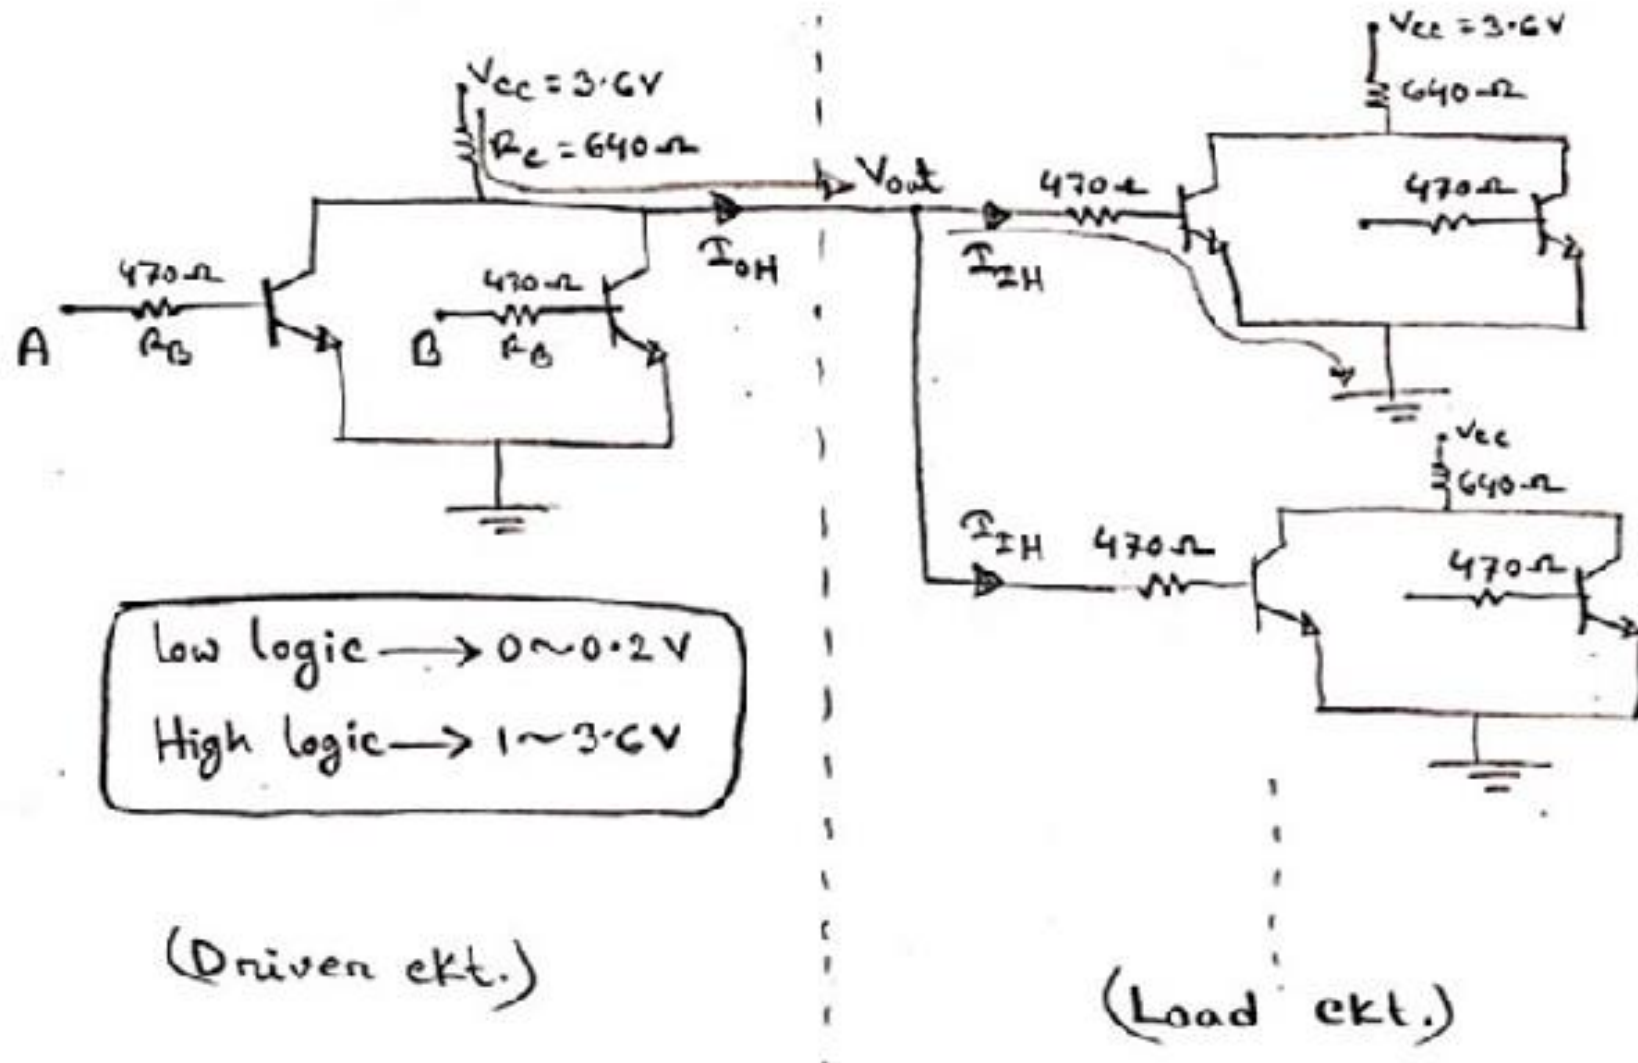 Vcc = 3.6V
Rc = 640Ω
Vout
IOH
470Ω
RB
A
470Ω
RB
B
Low logic → 0~0.2V
High logic → 1~3.6V
(Driver ckt.)
Vcc = 3.6V
640Ω
470Ω
470Ω
IIH
Vcc
640Ω
IIH
470Ω
470Ω
(Load ckt.)